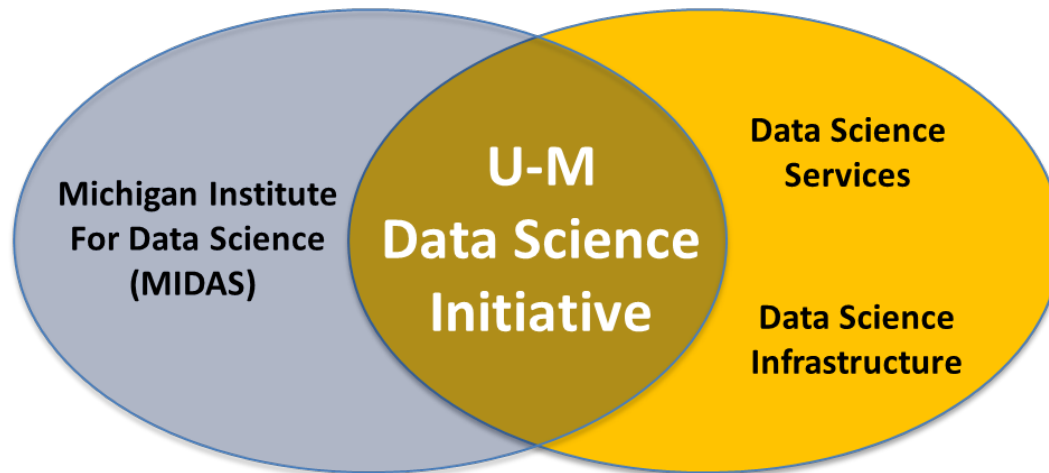 Michigan Institute
For Data Science
(MIDAS)
U-M
Data Science
Initiative
Data Science
Services
Data Science
Infrastructure